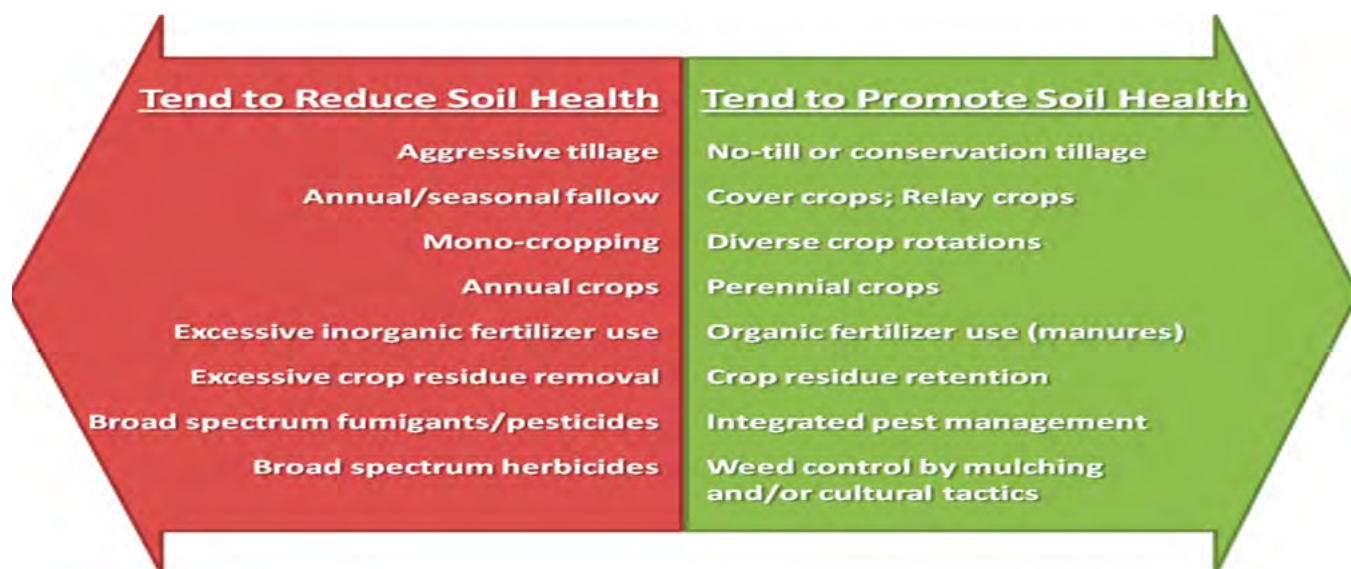 Tend to Reduce Soil Health
Aggressive tillage
Annual/seasonal fallow
Mono-cropping
Annual crops
Excessive inorganic fertilizer use
Excessive crop residue removal
Broad spectrum fumigants/pesticides
Broad spectrum herbicides
Tend to Promote Soil Health
No-till or conservation tillage
Cover crops; Relay crops
Diverse crop rotations
Perennial crops
Organic fertilizer use (manures)
Crop residue retention
Integrated pest management
Weed control by mulching
and/or cultural tactics